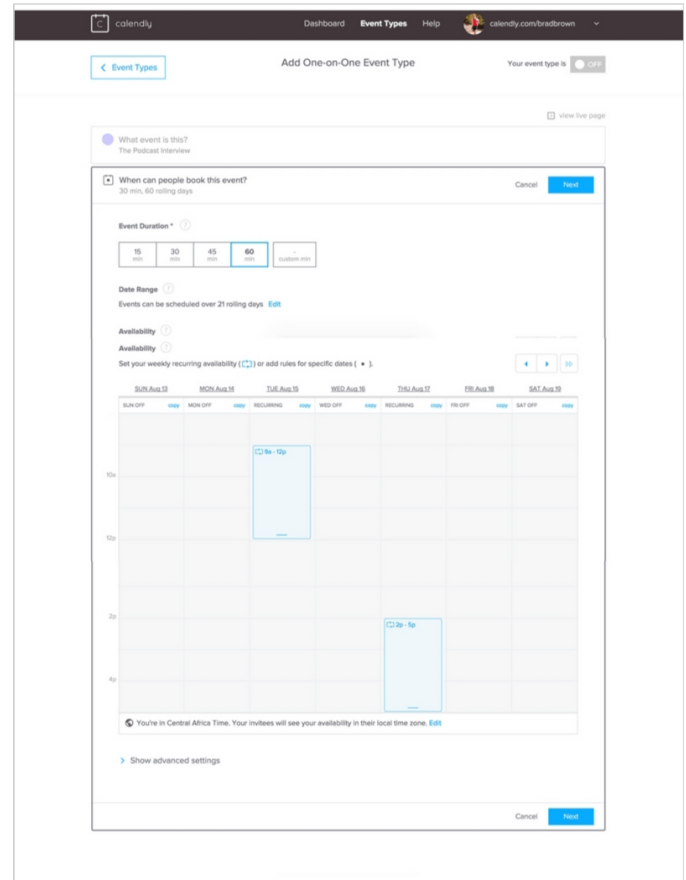 calendly Dashboard Event Types Help calendly.com/bradbrown
Event Types Add One-on-One Event Type Your event type is OFF
view live page
What event is this?
The Podcast Interview
When can people book this event?
30 min, 60 rolling days
Cancel Next
Event Duration * ?
15 min 30 min 45 min 60 min - custom min
Date Range ?
Events can be scheduled over 21 rolling days Edit
Availability ?
Availability ?
Set your weekly recurring availability ( ) or add rules for specific dates ( • ).
SUN Aug 13 MON Aug 14 TUE Aug 15 WED Aug 16 THU Aug 17 FRI Aug 18 SAT Aug 19
SUN OFF copy MON OFF copy RECURRING copy WED OFF copy RECURRING copy FRI OFF copy SAT OFF copy
9a - 12p
10a
12p
2p
2p - 5p
4p
You're in Central Africa Time. Your invitees will see your availability in their local time zone. Edit
Show advanced settings
Cancel Next